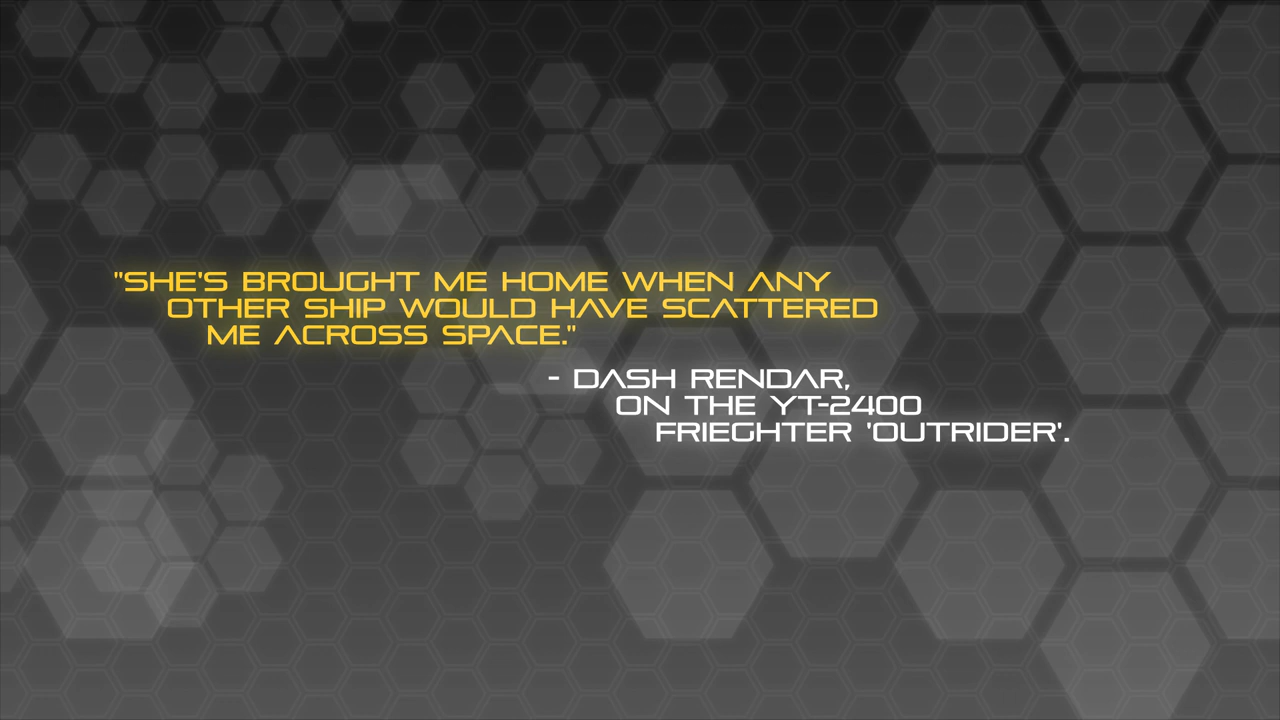 "SHE'S BROUGHT ME HOME WHEN ANY
OTHER SHIP WOULD HAVE SCATTERED
ME ACROSS SPACE."
- DASH RENDAR,
ON THE YT-2400
FRIEGHTER 'OUTRIDER'.